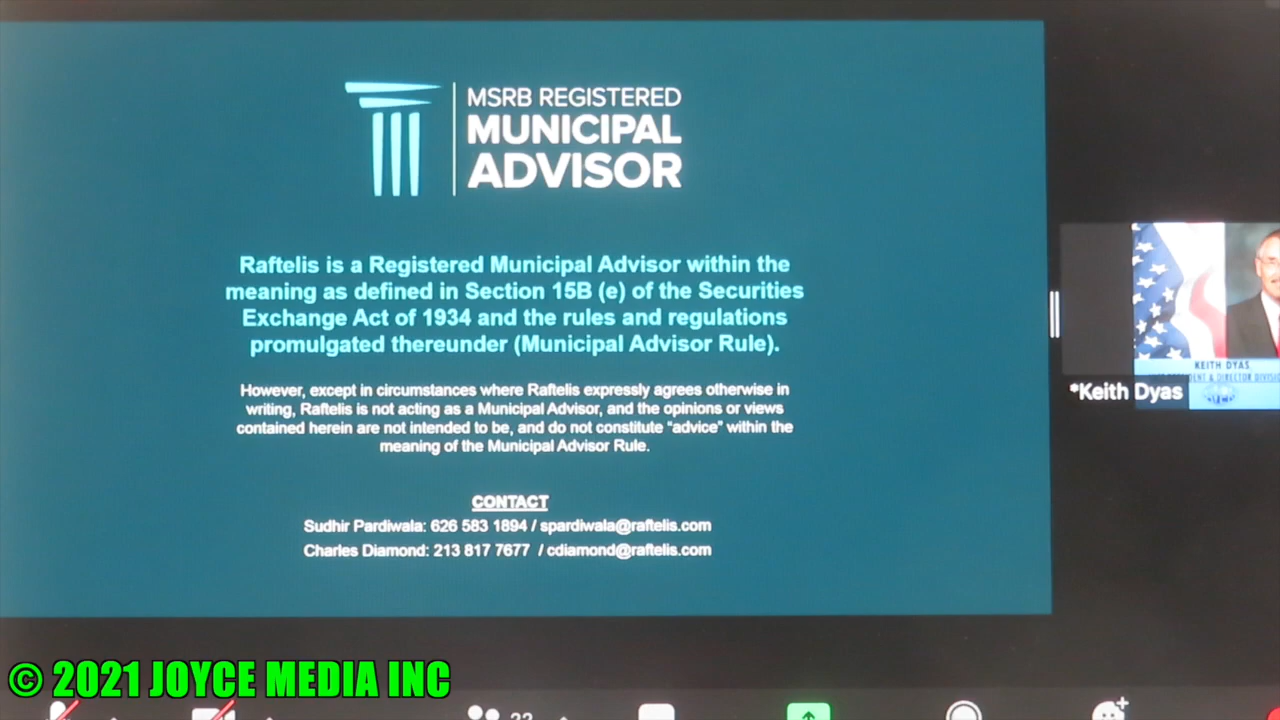 MSRB REGISTERED
MUNICIPAL
ADVISOR
Raftelis is a Registered Municipal Advisor within the
meaning as defined in Section 15B (e) of the Securities
Exchange Act of 1934 and the rules and regulations
promulgated thereunder (Municipal Advisor Rule).
However, except in circumstances where Raftelis expressly agrees otherwise in
writing, Raftelis is not acting as a Municipal Advisor, and the opinions or views
contained herein are not intended to be, and do not constitute “advice” within the
meaning of the Municipal Advisor Rule.
CONTACT
Sudhir Pardiwala: 626 583 1894 / spardiwala@raftelis.com
Charles Diamond: 213 817 7677 / cdiamond@raftelis.com
KEITH DYAS
& DIRECTOR
*Keith Dyas
© 2021 JOYCE MEDIA INC